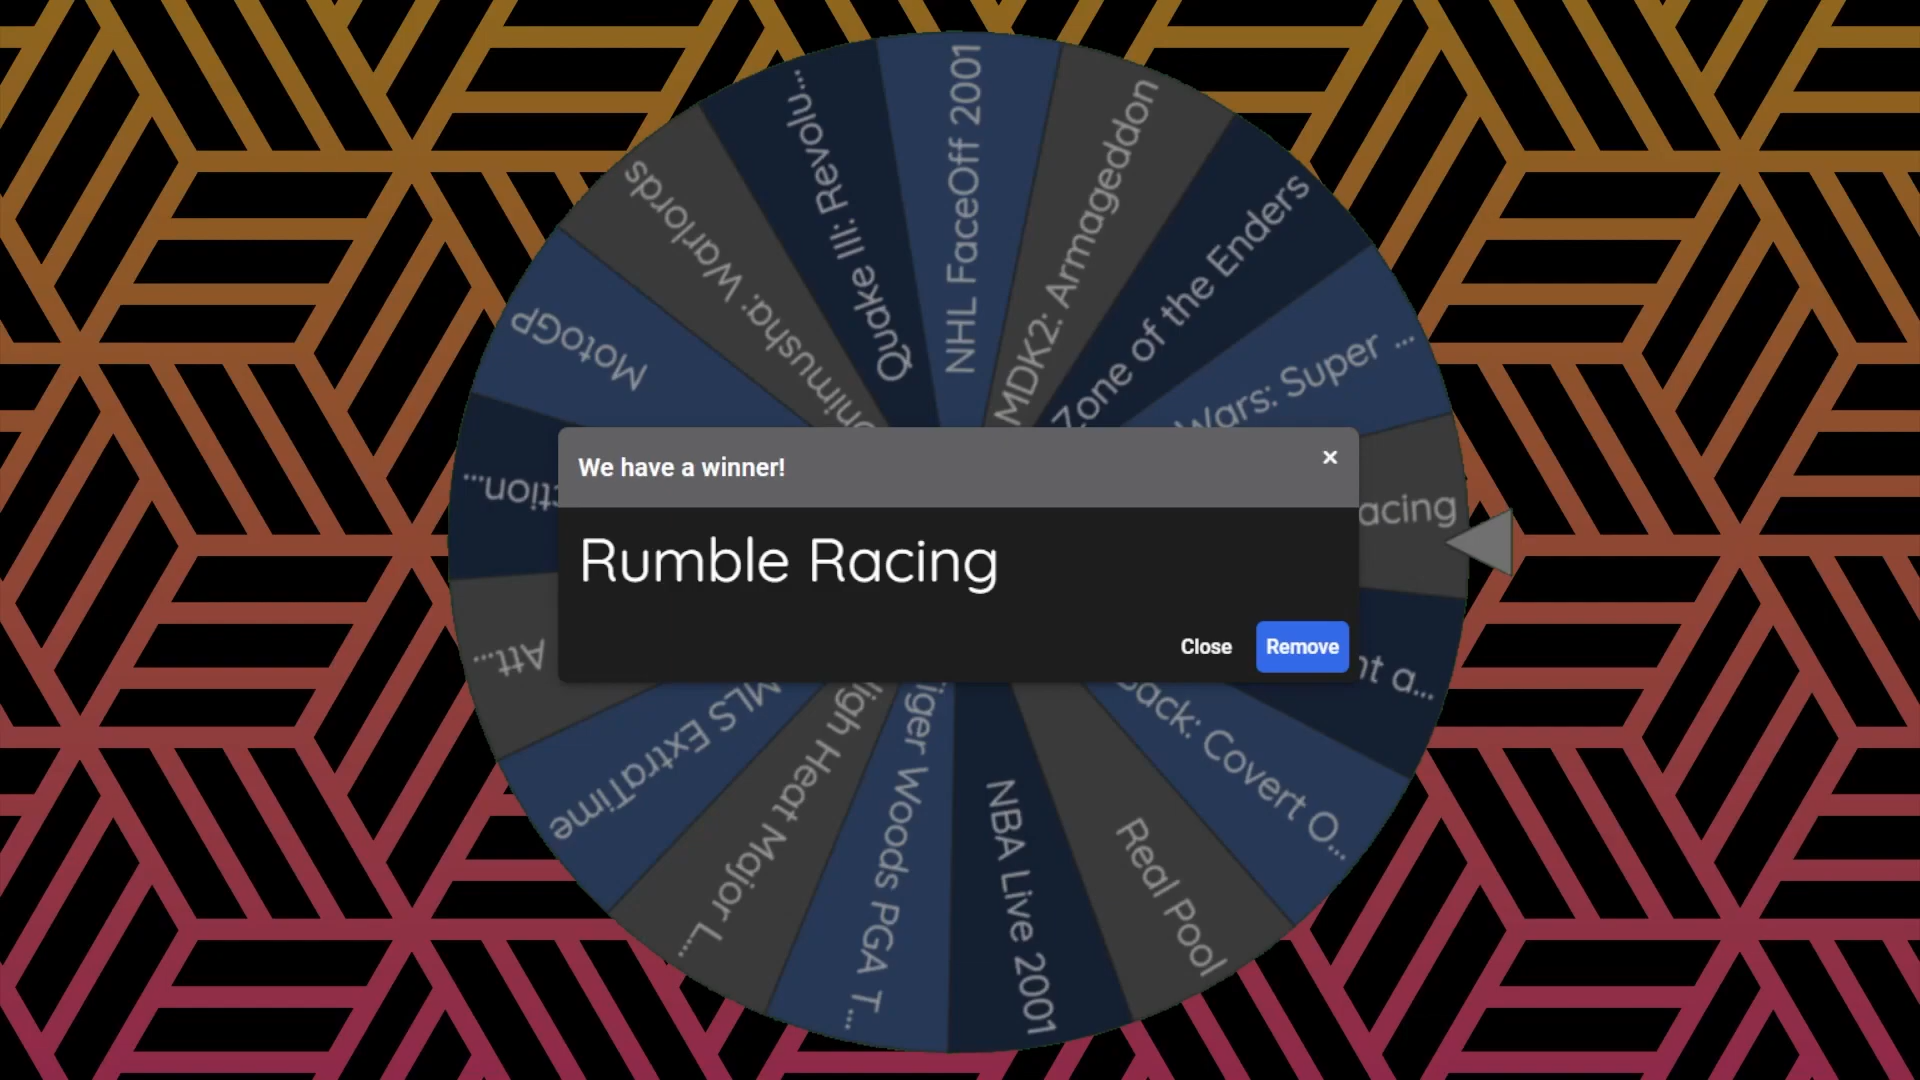 We have a winner!
×
Rumble Racing
Close
Remove
NHL FaceOff 2001
MDK2: Armageddon
Zone of the Enders
Wars: Super ...
acing
nt a...
ack: Covert O...
Real Pool
NBA Live 2001
iger Woods PGA T...
igh Heat Major L...
MLS ExtraTime
Att...
ction...
MotoGP
nimusha: Warlords
Quake III: Revolu...